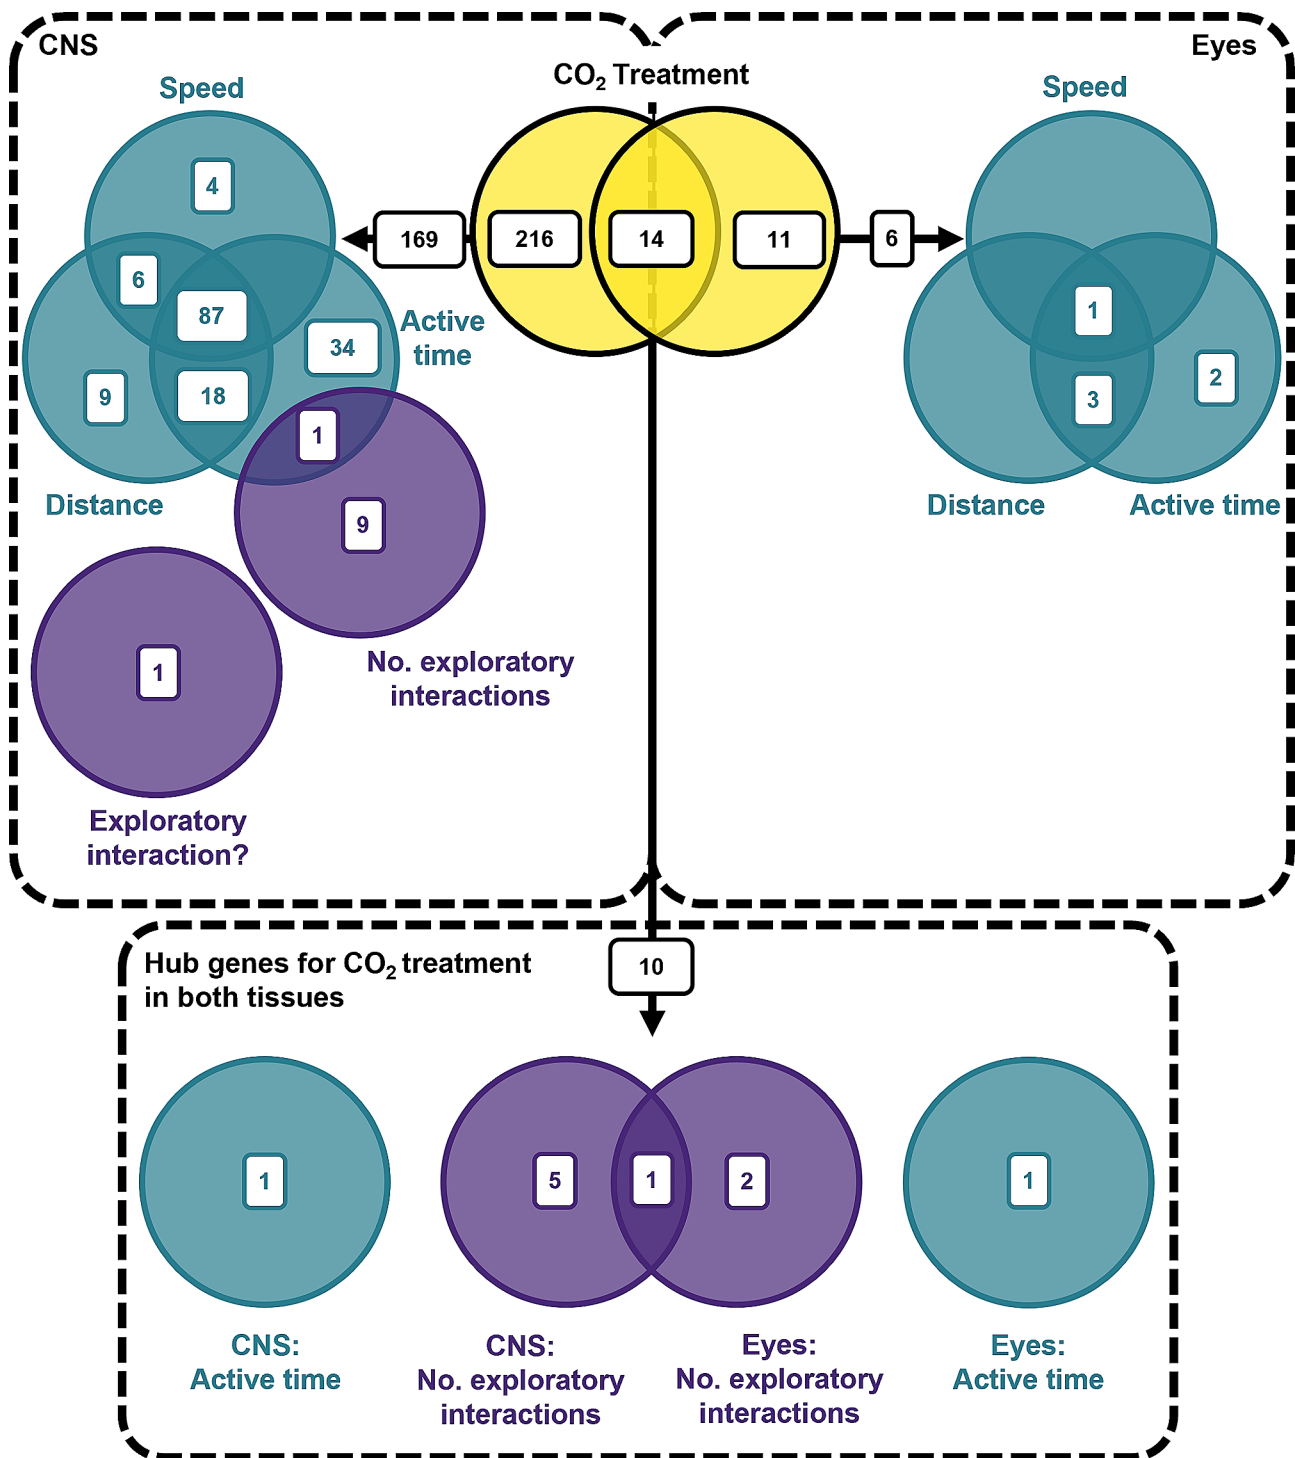 CNS
Eyes
CO₂ Treatment
Speed
4
6
87
34
Active
time
9
18
1
9
Distance
No. exploratory
interactions
1
Exploratory
interaction?
169
216
14
11
6
Speed
1
3
2
Distance
Active time
10
Hub genes for CO₂ treatment
in both tissues
1
5
1
2
1
CNS:
Active time
CNS:
No. exploratory
interactions
Eyes:
No. exploratory
interactions
Eyes:
Active time